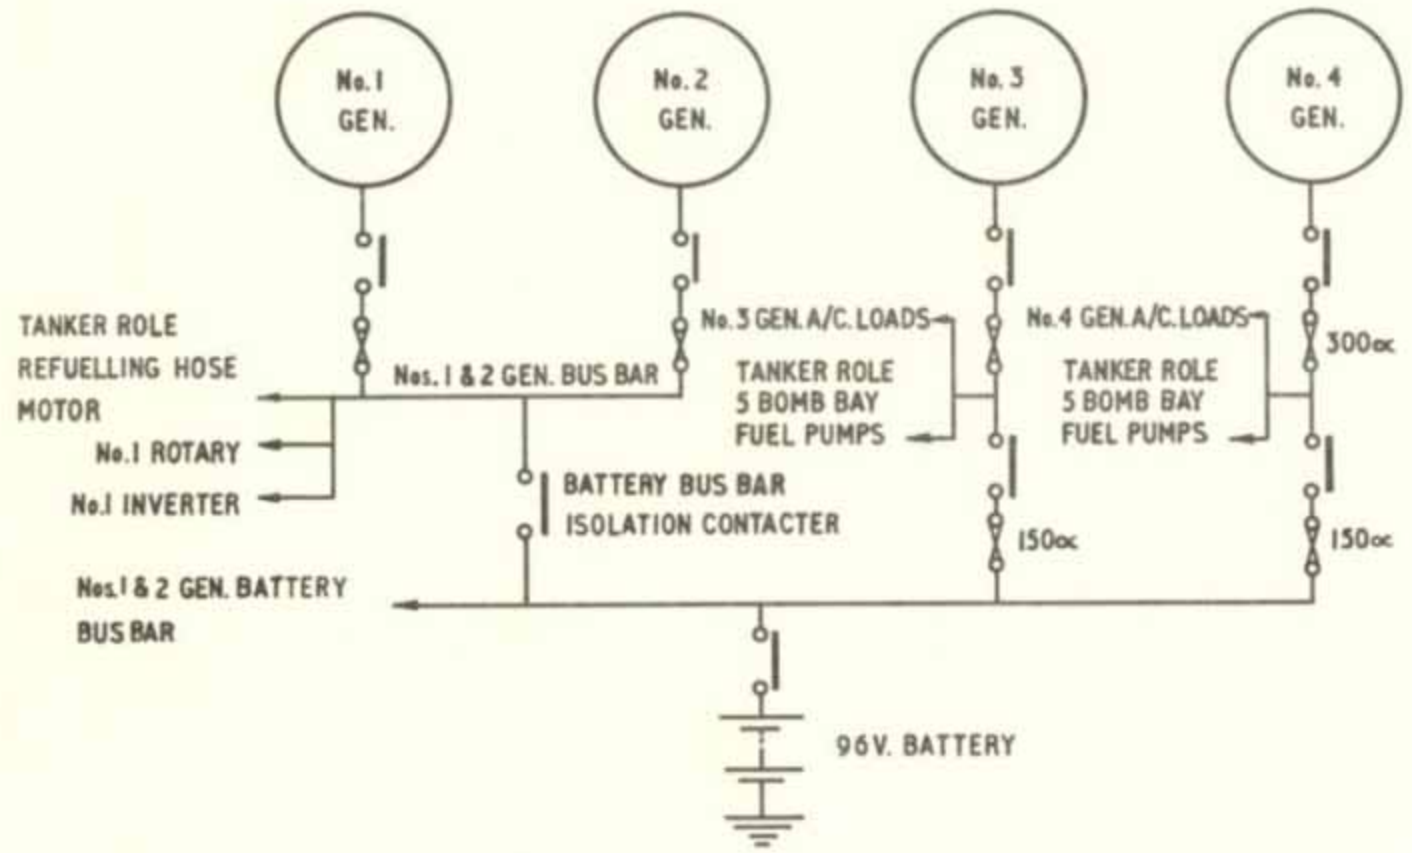 No.1
GEN.
No.2
GEN.
No.3
GEN.
No.4
GEN.
TANKER ROLE
REFUELLING HOSE
MOTOR
No.1 ROTARY
No.1 INVERTER
Nos. 1 & 2 GEN. BUS BAR
No.3 GEN. A/C. LOADS
TANKER ROLE
5 BOMB BAY
FUEL PUMPS
No.4 GEN. A/C. LOADS
TANKER ROLE
5 BOMB BAY
FUEL PUMPS
300∝
BATTERY BUS BAR
ISOLATION CONTACTER
150∝
150∝
Nos. 1 & 2 GEN. BATTERY
BUS BAR
96V. BATTERY